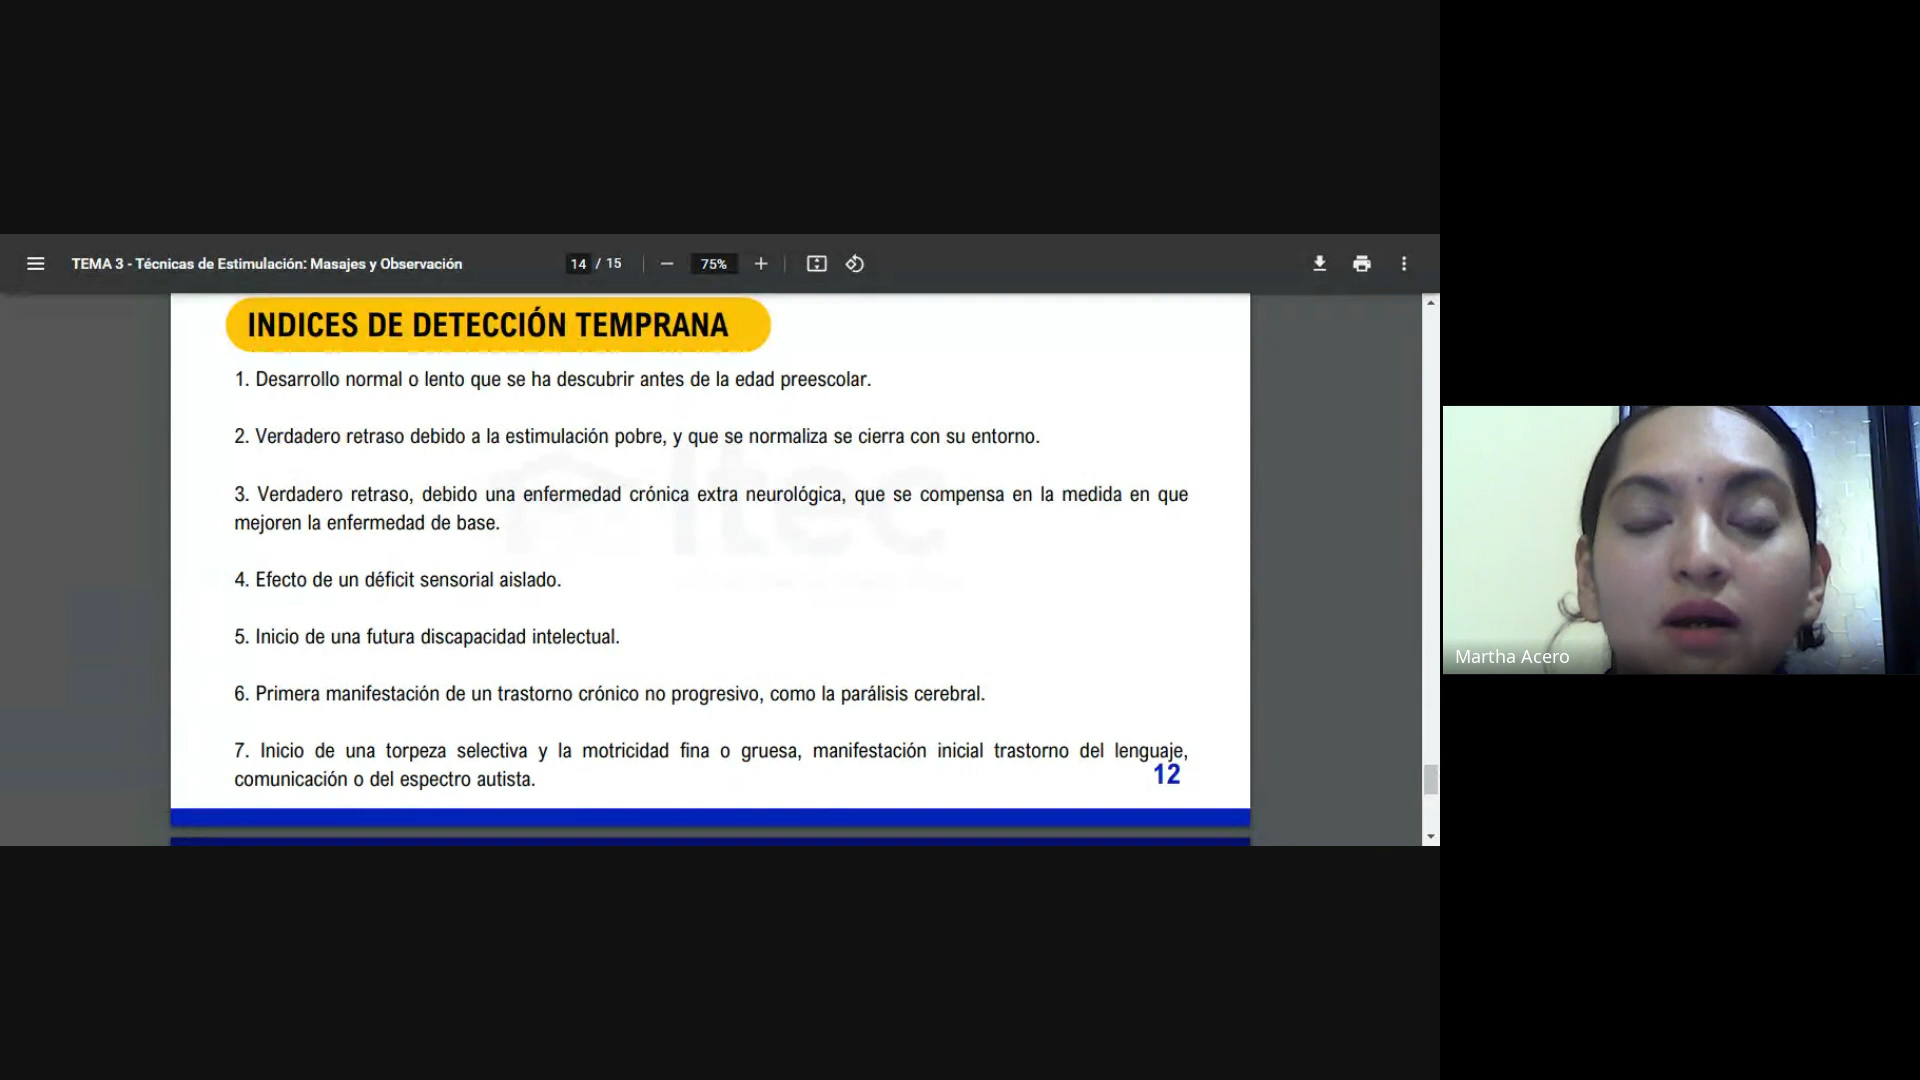 TEMA 3 - Técnicas de Estimulación: Masajes y Observación
14 / 15
75%
INDICES DE DETECCIÓN TEMPRANA
1. Desarrollo normal o lento que se ha descubrir antes de la edad preescolar.
2. Verdadero retraso debido a la estimulación pobre, y que se normaliza se cierra con su entorno.
3. Verdadero retraso, debido una enfermedad crónica extra neurológica, que se compensa en la medida en que
mejoren la enfermedad de base.
4. Efecto de un déficit sensorial aislado.
5. Inicio de una futura discapacidad intelectual.
6. Primera manifestación de un trastorno crónico no progresivo, como la parálisis cerebral.
7. Inicio de una torpeza selectiva y la motricidad fina o gruesa, manifestación inicial trastorno del lenguaje,
comunicación o del espectro autista.
12
Itec
Martha Acero